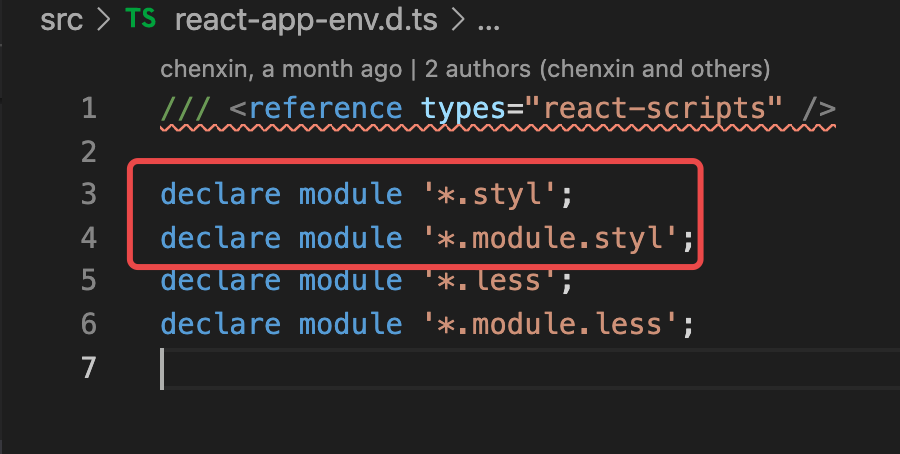 src > TS react-app-env.d.ts > ...
chenxin, a month ago | 2 authors (chenxin and others)
1 /// <reference types="react-scripts" />
2
3 declare module '*.styl';
4 declare module '*.module.styl';
5 declare module '*.less';
6 declare module '*.module.less';
7